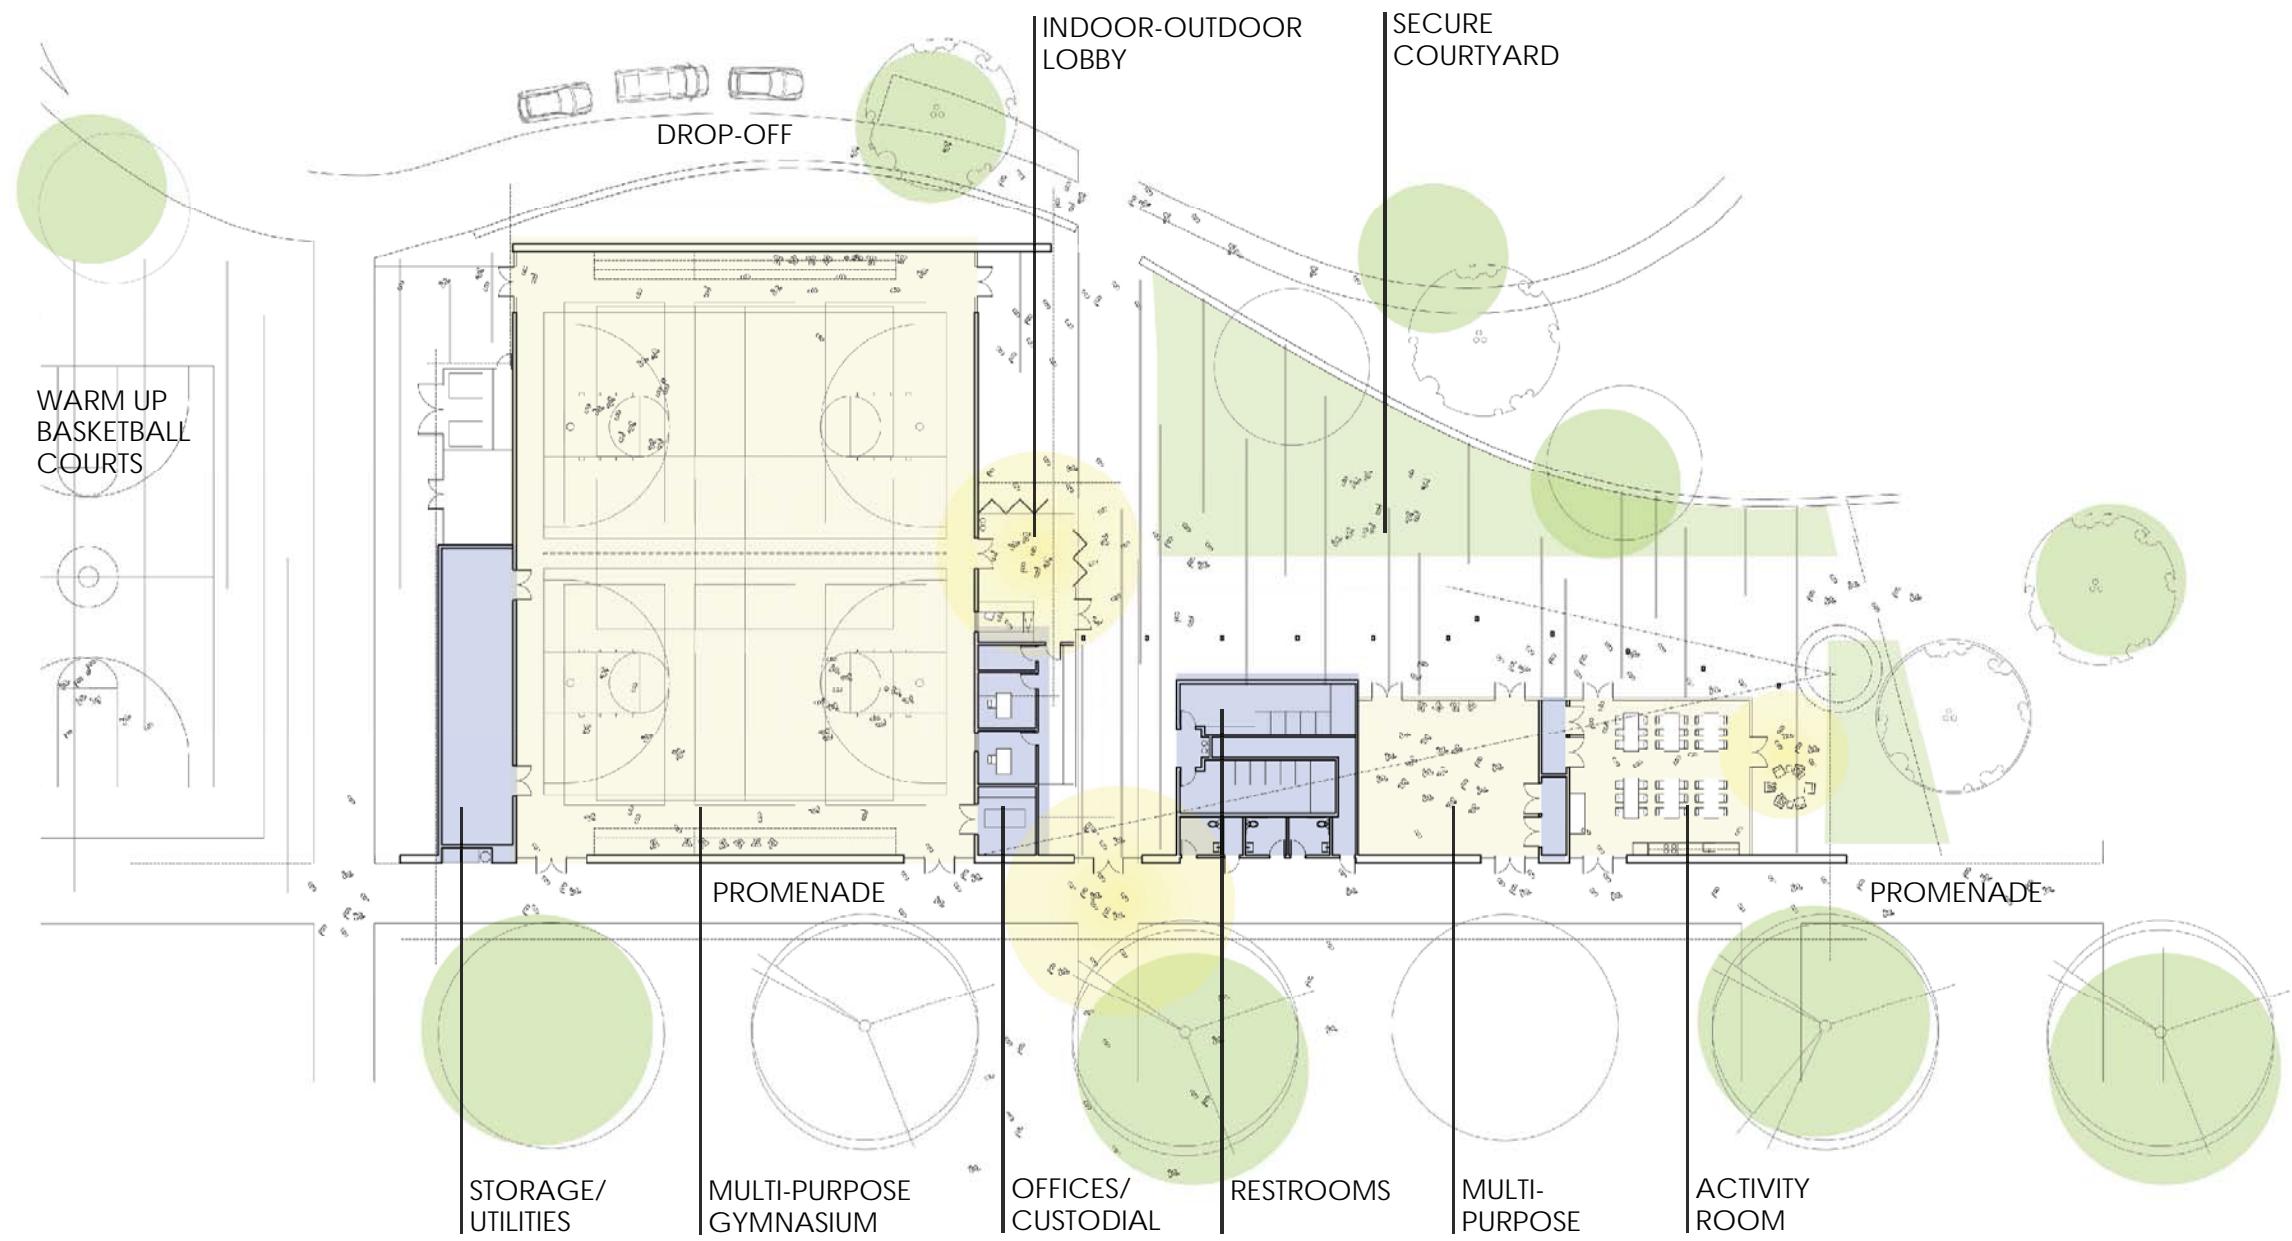 INDOOR-OUTDOOR
LOBBY
SECURE
COURTYARD
DROP-OFF
WARM UP
BASKETBALL
COURTS
PROMENADE
PROMENADE
STORAGE/
UTILITIES
MULTI-PURPOSE
GYMNASIUM
OFFICES/
CUSTODIAL
RESTROOMS
MULTI-
PURPOSE
ACTIVITY
ROOM